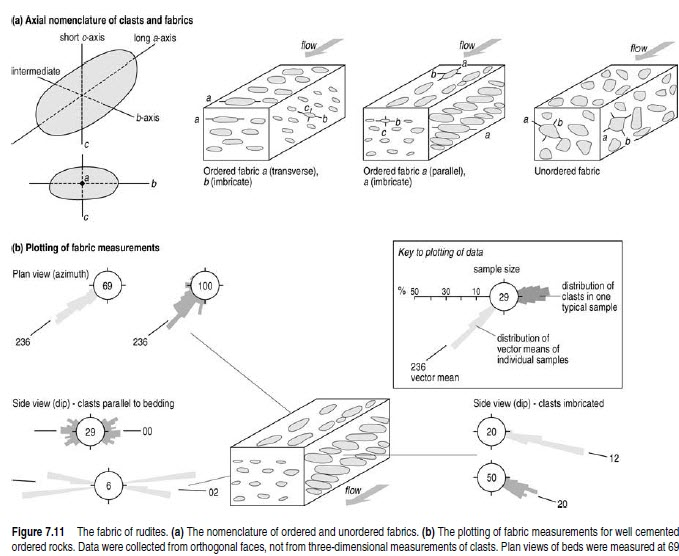 (a) Axial nomenclature of clasts and fabrics
short c-axis
long a-axis
intermediate
b-axis
c
a
b
c
flow
a
a
c
b
Ordered fabric a (transverse),
b (imbricate)
flow
a
b
b
c
a
Ordered fabric a (parallel),
a (imbricate)
flow
a
b
a
b
Unordered fabric
(b) Plotting of fabric measurements
Plan view (azimuth)
69
236
100
236
Key to plotting of data
sample size
% 50 30 10
29
distribution of
clasts in one
typical sample
distribution of
vector means of
individual samples
236
vector mean
Side view (dip) - clasts parallel to bedding
29
00
6
02
flow
Side view (dip) - clasts imbricated
20
12
50
20
Figure 7.11 The fabric of rudites. (a) The nomenclature of ordered and unordered fabrics. (b) The plotting of fabric measurements for well cemented
ordered rocks. Data were collected from orthogonal faces, not from three-dimensional measurements of clasts. Plan views of beds were measured at 69